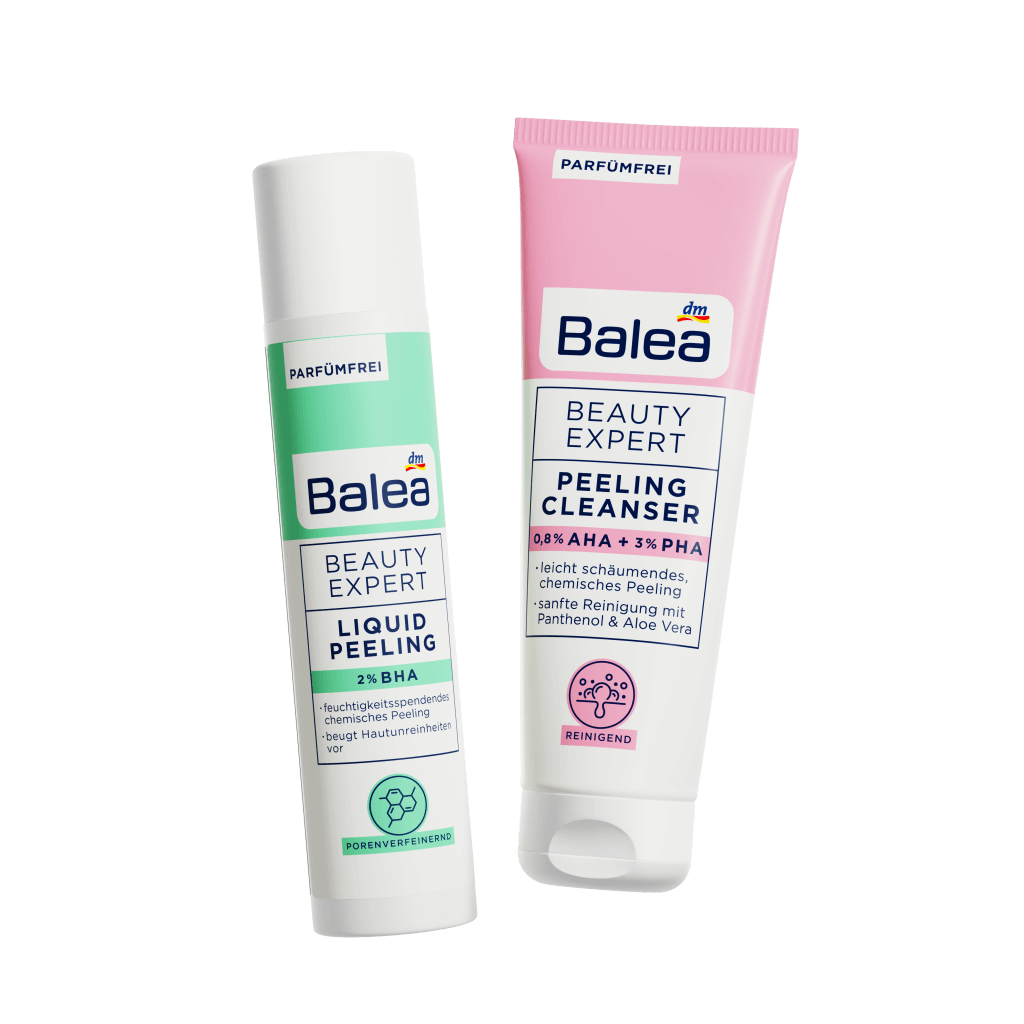 PARFÜMFREI
dm
Balea
BEAUTY
EXPERT
LIQUID
PEELING
2% BHA
·feuchtigkeitsspendendes
chemisches Peeling
·beugt Hautunreinheiten
vor
PORENVERFEINERND
PARFÜMFREI
dm
Balea
BEAUTY
EXPERT
PEELING
CLEANSER
0,8% AHA + 3% PHA
·leicht schäumendes,
chemisches Peeling
·sanfte Reinigung mit
Panthenol & Aloe Vera
REINIGEND